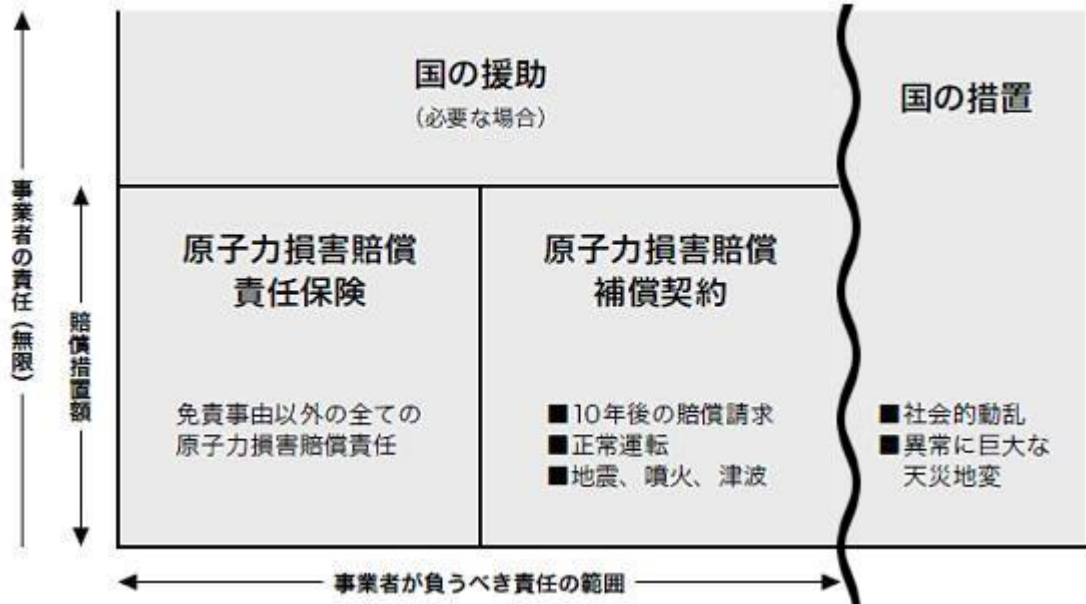 国の援助
（必要な場合）
国の措置
事業者の責任（無限）
賠償措置額
原子力損害賠償
責任保険
原子力損害賠償
補償契約
免責事由以外の全ての
原子力損害賠償責任
■10年後の賠償請求
■正常運転
■地震、噴火、津波
■社会的動乱
■異常に巨大な
天災地変
事業者が負うべき責任の範囲